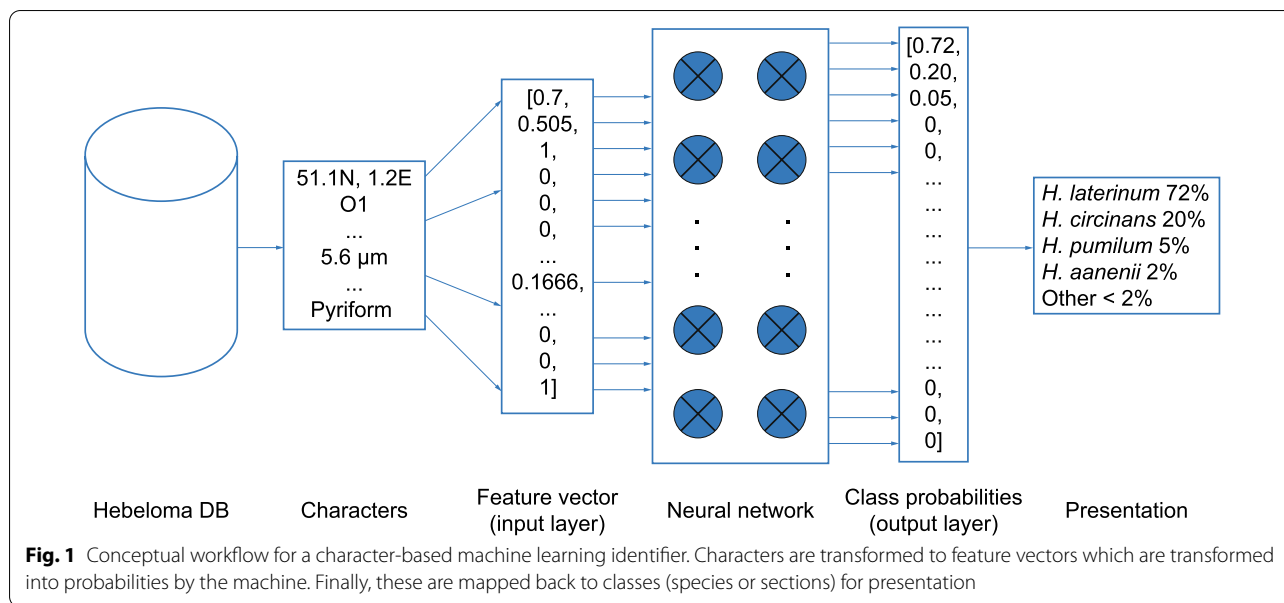 51.1N, 1.2E
O1
...
5.6 µm
...
Pyriform
[0.7,
0.505,
1,
0,
0,
0,
...
0.1666,
...
0,
0,
1]
[0.72,
0.20,
0.05,
0,
0,
...
...
...
...
...
...
...
...
0,
0,
0]
H. laterinum 72%
H. circinans 20%
H. pumilum 5%
H. aanenii 2%
Other < 2%
Hebeloma DB
Characters
Feature vector
(input layer)
Neural network
Class probabilities
(output layer)
Presentation
Fig. 1 Conceptual workflow for a character-based machine learning identifier. Characters are transformed to feature vectors which are transformed
into probabilities by the machine. Finally, these are mapped back to classes (species or sections) for presentation